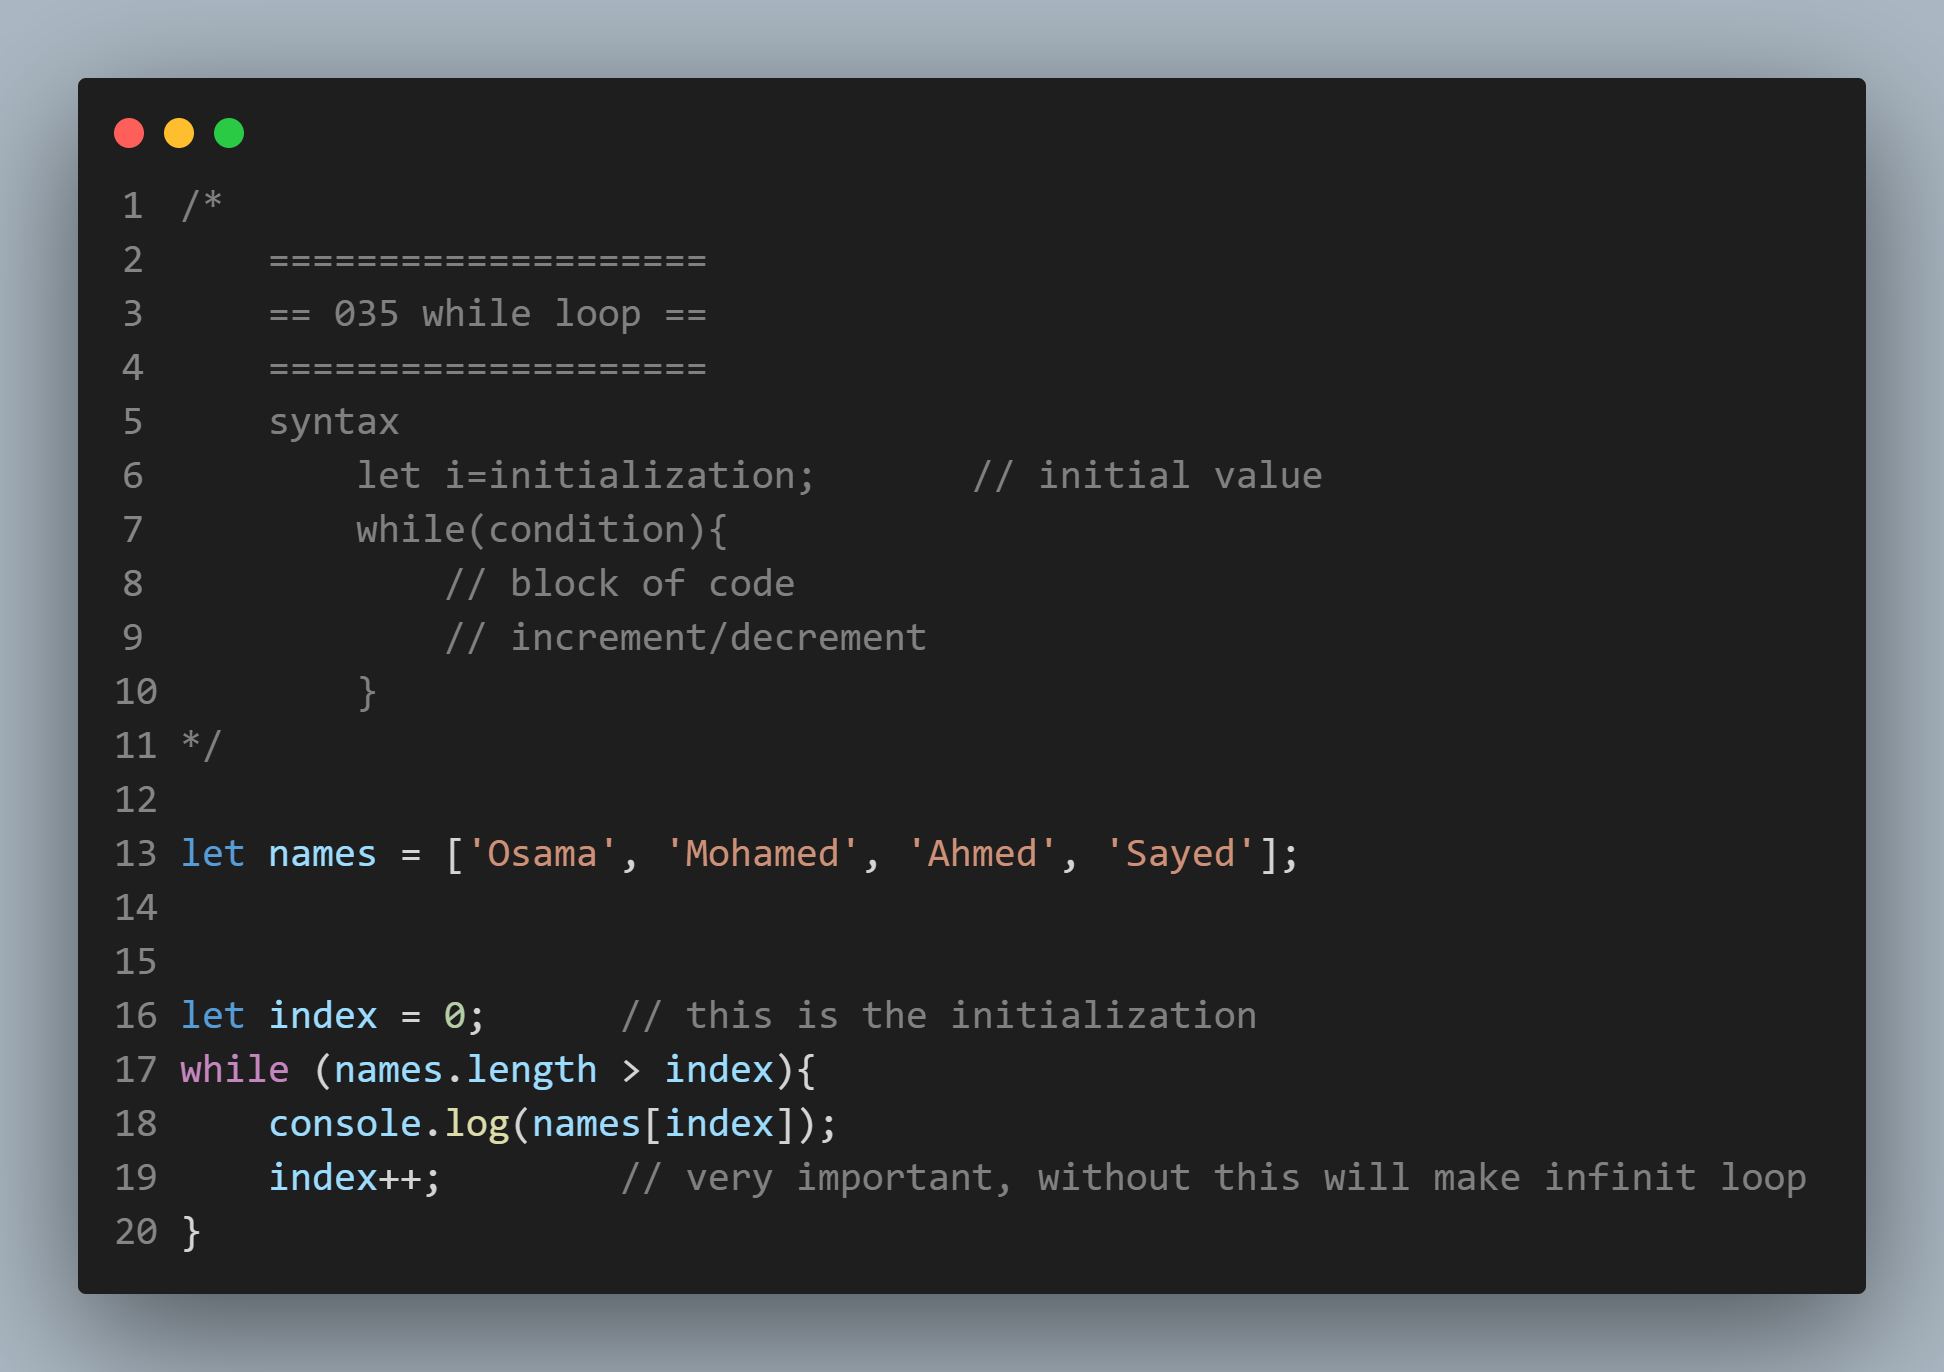 1 /*
2     ====================
3     == 035 while loop ==
4     ====================
5     syntax
6         let i=initialization;       // initial value
7         while(condition){
8             // block of code
9             // increment/decrement
10         }
11 */
12
13 let names = ['Osama', 'Mohamed', 'Ahmed', 'Sayed'];
14
15
16 let index = 0;      // this is the initialization
17 while (names.length > index){
18     console.log(names[index]);
19     index++;        // very important, without this will make infinit loop
20 }